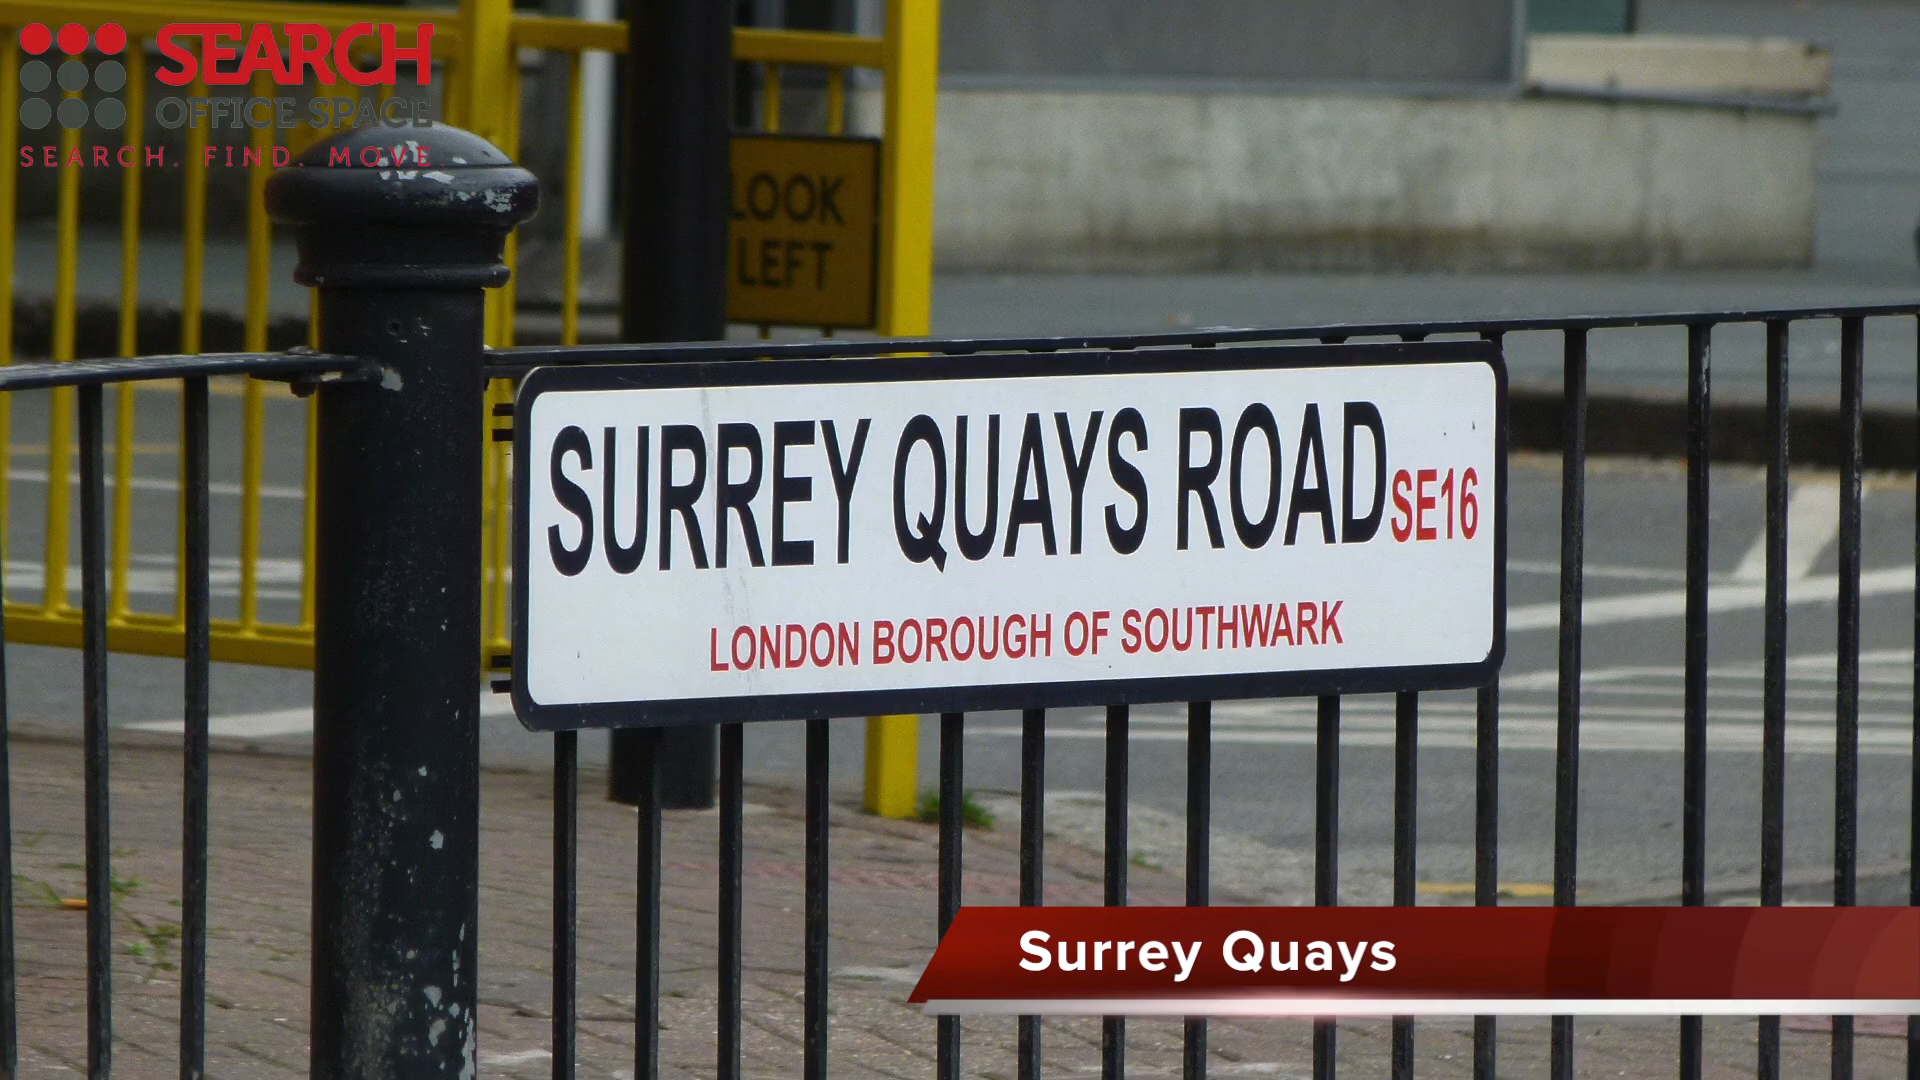 SEARCH
OFFICE SPACE
SEARCH. FIND. MOVE
LOOK
LEFT
SURREY QUAYS ROAD SE16
LONDON BOROUGH OF SOUTHWARK
Surrey Quays